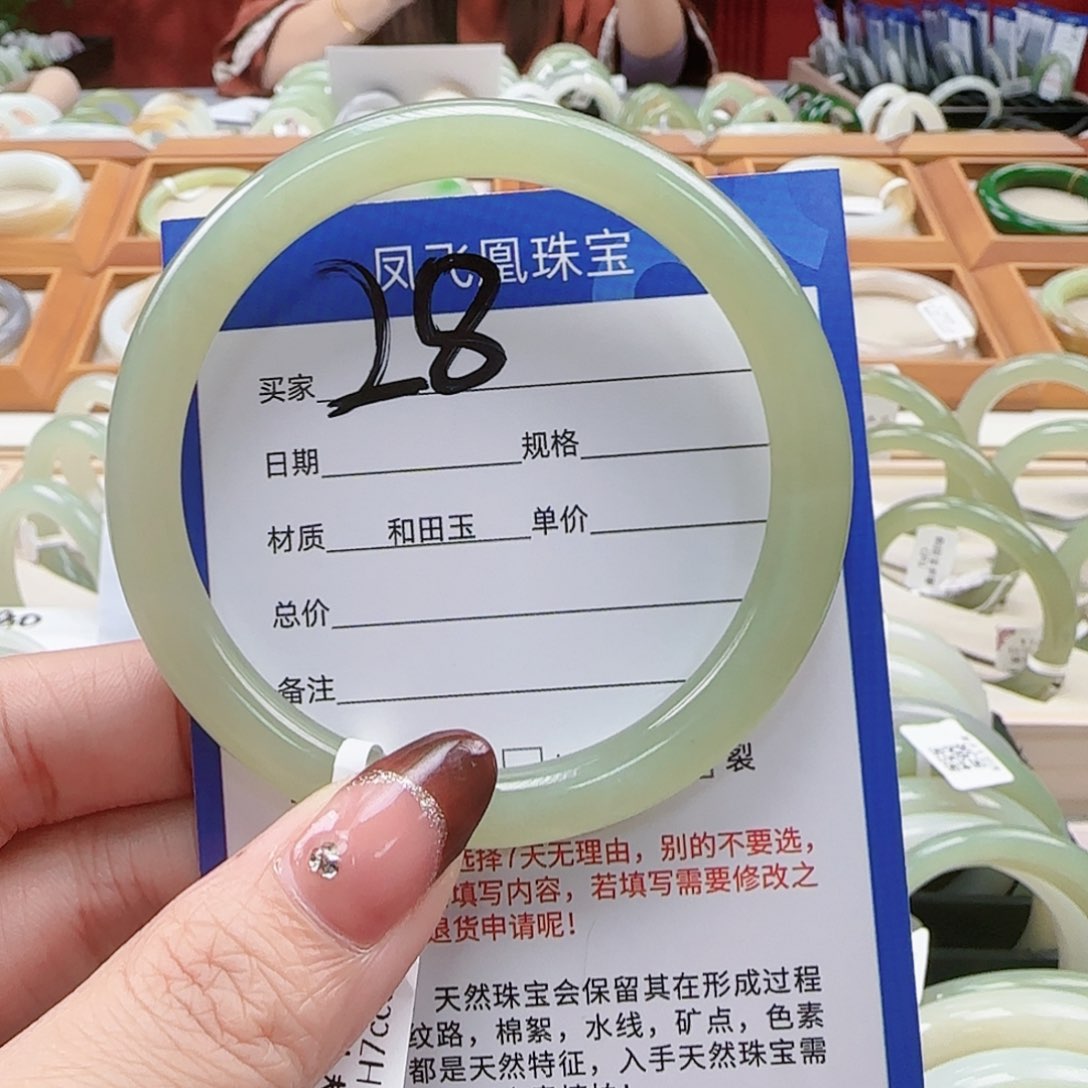 凤飞凰珠宝
28
买家
日期 规格
材质 和田玉 单价
总价
备注
裂
选择7天无理由，别的不要选，
填写内容，若填写需要修改之
退货申请呢！
天然珠宝会保留其在形成过程
纹路，棉絮，水线，矿点，色素
都是天然特征，入手天然珠宝需